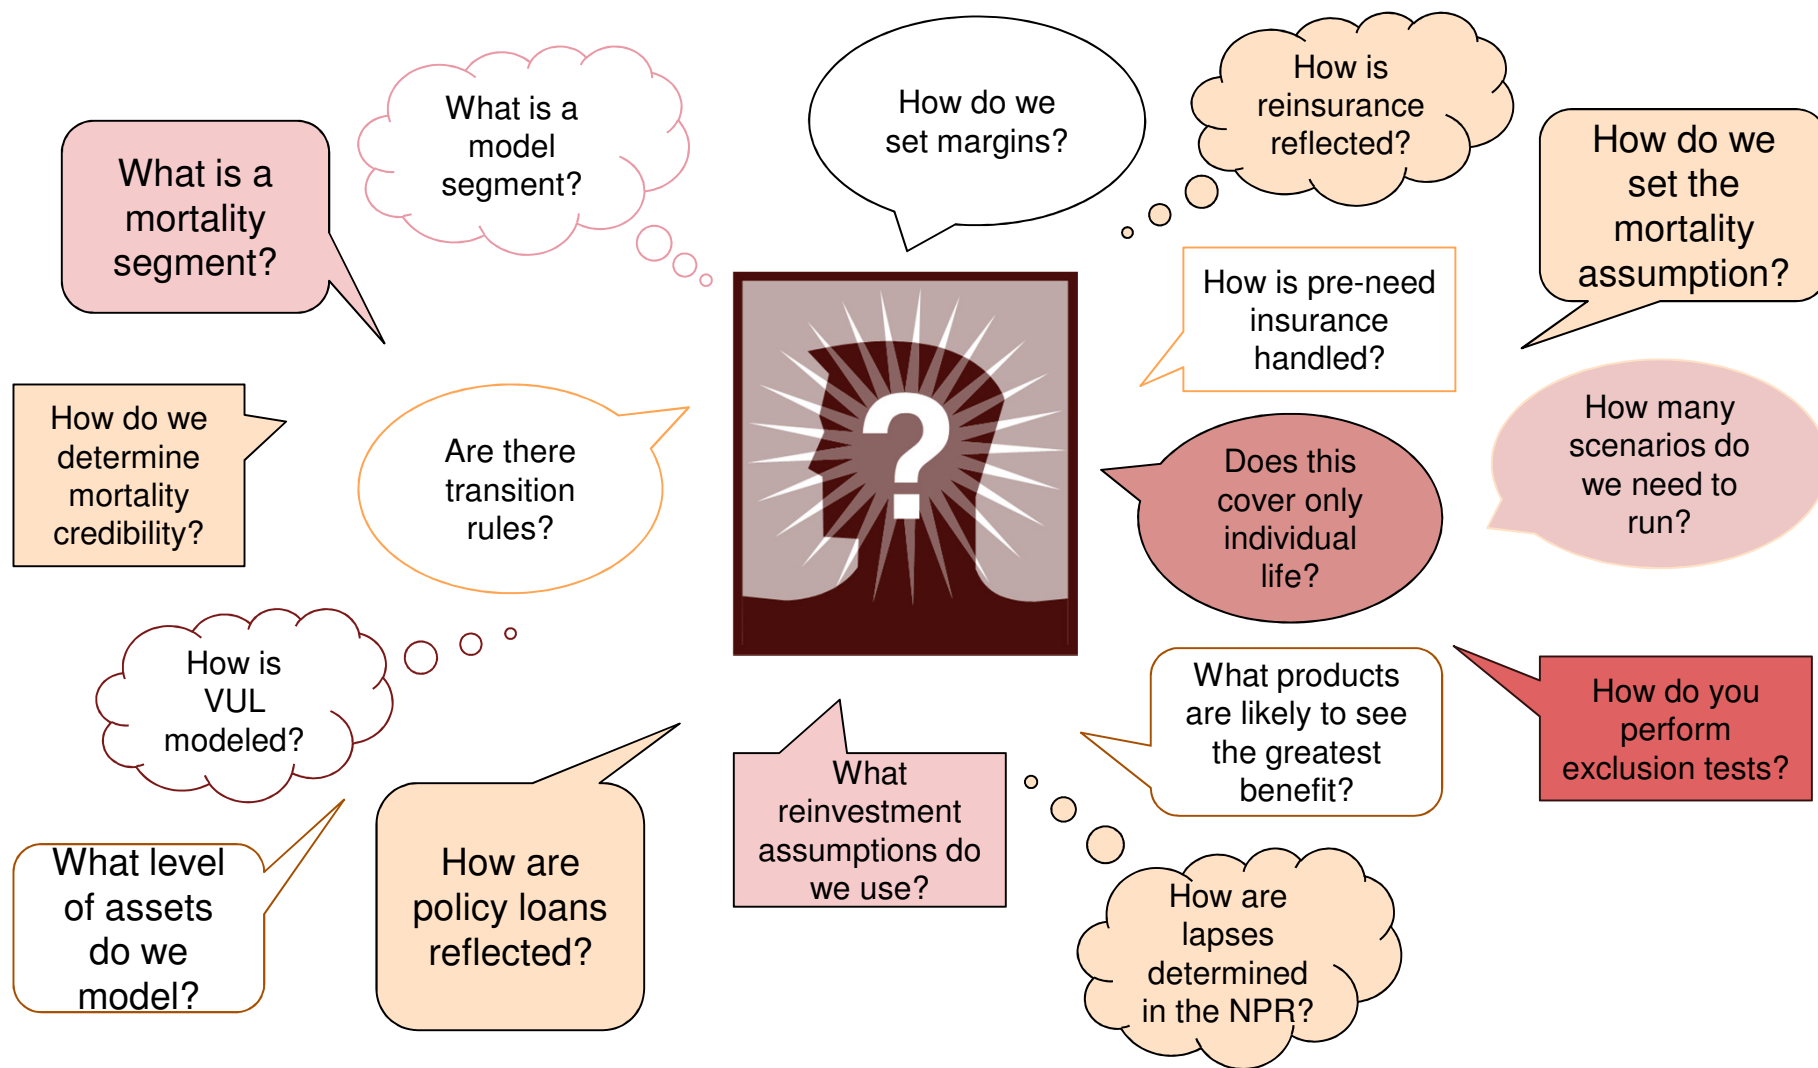 What is a
model
segment?
How do we
set margins?
How is
reinsurance
reflected?
What is a
mortality
segment?
How do we
set the
mortality
assumption?
How is pre-need
insurance
handled?
How do we
determine
mortality
credibility?
Are there
transition
rules?
?
Does this
cover only
individual
life?
How many
scenarios do
we need to
run?
How is
VUL
modeled?
What products
are likely to see
the greatest
benefit?
How do you
perform
exclusion tests?
What level
of assets
do we
model?
How are
policy loans
reflected?
What
reinvestment
assumptions do
we use?
How are
lapses
determined
in the NPR?